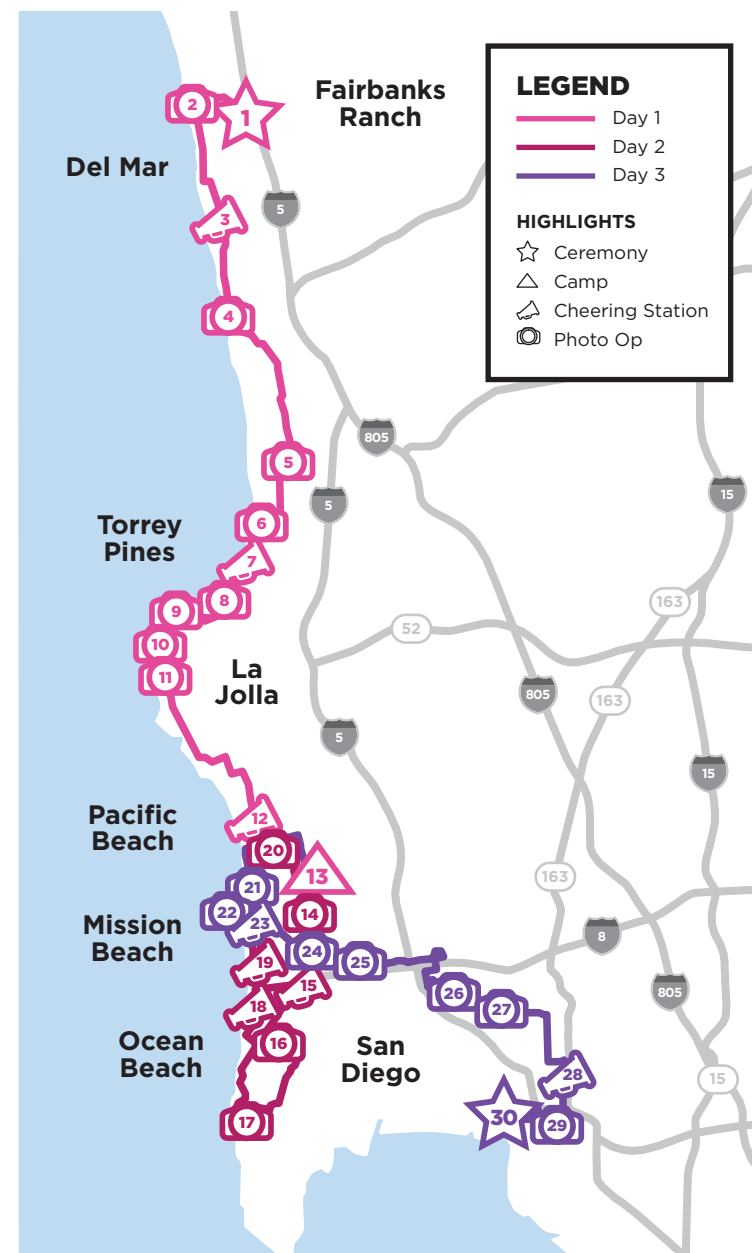 Fairbanks
Ranch
LEGEND
Day 1
Day 2
Day 3
HIGHLIGHTS
Ceremony
Camp
Cheering Station
Photo Op
2
1
Del Mar
3
5
4
805
5
15
5
Torrey
Pines
6
7
8
9
163
52
10
11
La
Jolla
805
163
5
15
Pacific
Beach
12
20
13
163
21
22
14
Mission
Beach
23
8
24
25
19
15
26
805
18
27
Ocean
Beach
16
San
Diego
28
15
17
30
29